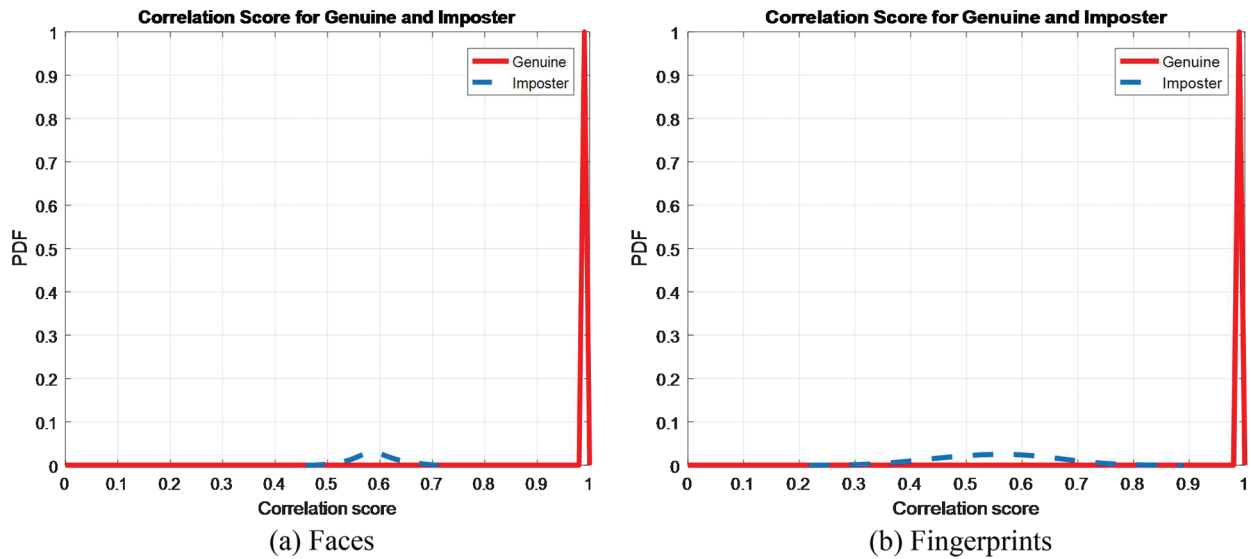 Correlation Score for Genuine and Imposter
1
0.9
0.8
0.7
0.6
0.5
0.4
0.3
0.2
0.1
0
PDF
Genuine
Imposter
0 0.1 0.2 0.3 0.4 0.5 0.6 0.7 0.8 0.9 1
Correlation score
(a) Faces
Correlation Score for Genuine and Imposter
1
0.9
0.8
0.7
0.6
0.5
0.4
0.3
0.2
0.1
0
PDF
Genuine
Imposter
0 0.1 0.2 0.3 0.4 0.5 0.6 0.7 0.8 0.9 1
Correlation score
(b) Fingerprints